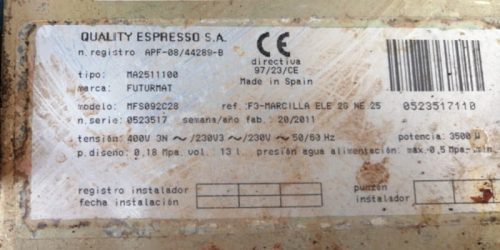 QUALITY ESPRESSO S.A.
n. registro APF-08/44289-B
CE
directiva
97/23/CE
Made in Spain
tipo: MA2511100
marca: FUTURMAT
modelo: MFS092C28 ref. F3-MARCILLA ELE 2G NE 25
n. serie: 0523517 semana/año fab. 20/2011
0523517110
tensión: 400V 3N ~ /230V3 ~ /230V ~ 50/60 Hz potencia: 3500
p. diseño: 0,18 Mpa. vol. 13 l. presión agua alimentación: máx. 0,5 Mpa.
registro instalador
fecha instalación
punzón
instalador